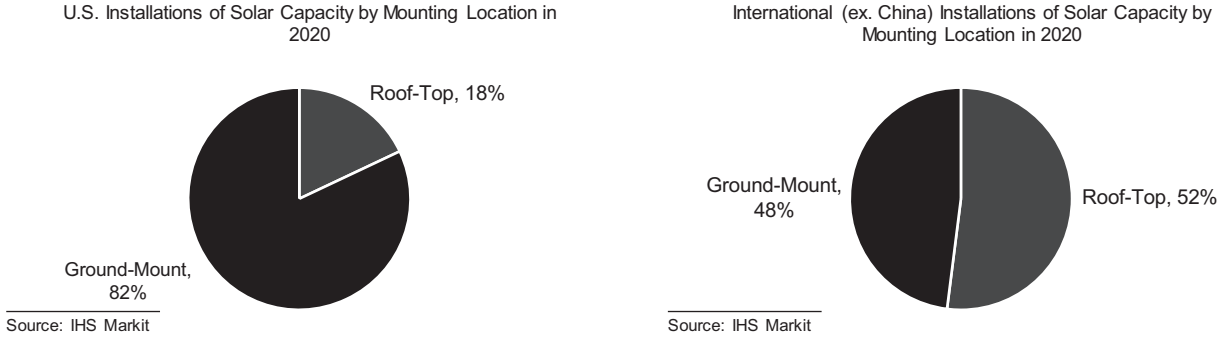 U.S. Installations of Solar Capacity by Mounting Location in
2020
Roof-Top, 18%
Ground-Mount,
82%
Source: IHS Markit
International (ex. China) Installations of Solar Capacity by
Mounting Location in 2020
Ground-Mount,
48%
Roof-Top, 52%
Source: IHS Markit